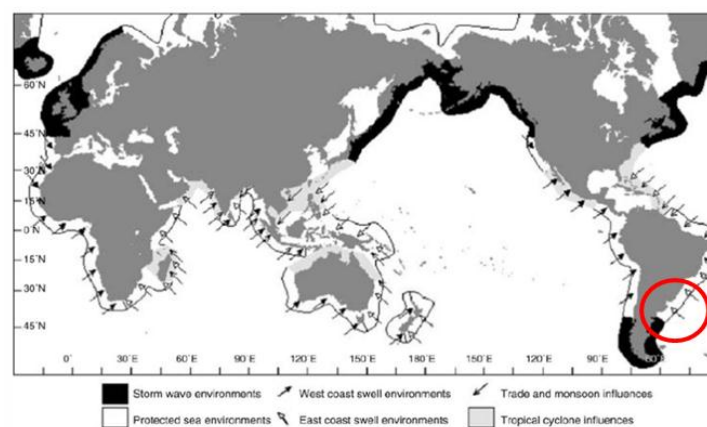 60°N
45°N
30°N
15°N
0°N
15°N
30°N
45°N
0°
30°E
60°E
90°E
120°E
150°E
180°E
150°E
120°E
90°E
Storm wave environments
West coast swell environments
Trade and monsoon influences
Protected sea environments
East coast swell environments
Tropical cyclone influences